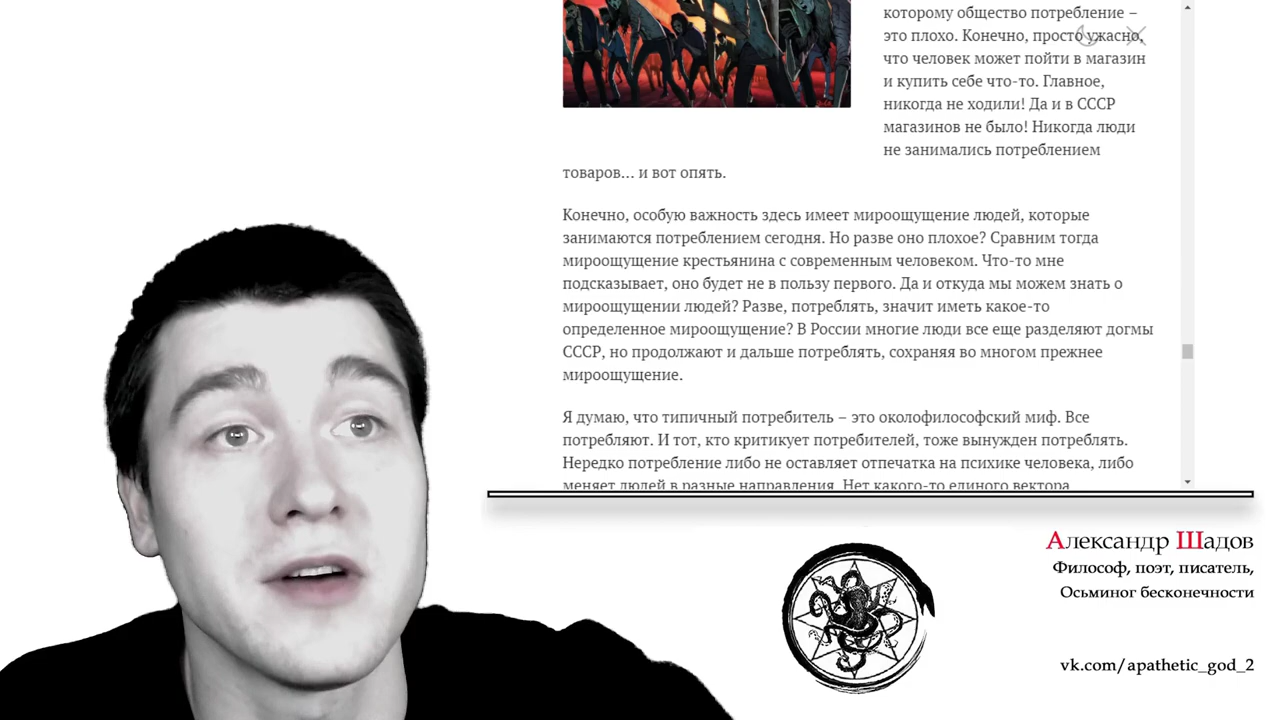 которому общество потребление –
это плохо. Конечно, просто ужасно,
что человек может пойти в магазин
и купить себе что-то. Главное,
никогда не ходили! Да и в СССР
магазинов не было! Никогда люди
не занимались потреблением
товаров... и вот опять.
Конечно, особую важность здесь имеет мироощущение людей, которые
занимаются потреблением сегодня. Но разве оно плохое? Сравним тогда
мироощущение крестьянина с современным человеком. Что-то мне
подсказывает, оно будет не в пользу первого. Да и откуда мы можем знать о
мироощущении людей? Разве, потреблять, значит иметь какое-то
определенное мироощущение? В России многие люди все еще разделяют догмы
СССР, но продолжают и дальше потреблять, сохраняя во многом прежнее
мироощущение.
Я думаю, что типичный потребитель – это околофилософский миф. Все
потребляют. И тот, кто критикует потребителей, тоже вынужден потреблять.
Нередко потребление либо не оставляет отпечатка на психике человека, либо
меняет людей в разные направления. Нет какого-то единого вектора
Александр Шадов
Философ, поэт, писатель,
Осьминог бесконечности
vk.com/apathetic_god_2